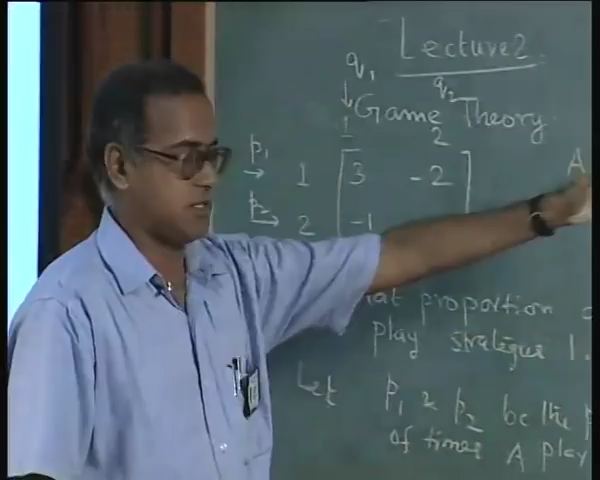 Lecture 2
q₁ q₂
Game Theory
1 2
p₁ → 1 3 -2 A
p₂ → 2 -1
proportion
play strategies 1.
Let p₁ & p₂ be the
of times A play